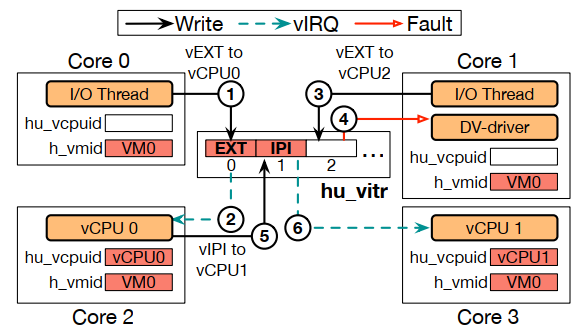 Write vIRQ Fault
Core 0 vEXT to vCPU0 vEXT to vCPU2 Core 1
I/O Thread 1 3 I/O Thread
4 DV-driver
hu_vcpuid hu_vcpuid
h_vmid VM0 EXT IPI ... h_vmid VM0
0 1 2
hu_vitr
2 5 6
vCPU 0 vCPU 1
vIPI to vCPU1
hu_vcpuid vCPU0 hu_vcpuid vCPU1
h_vmid VM0 h_vmid VM0
Core 2 Core 3